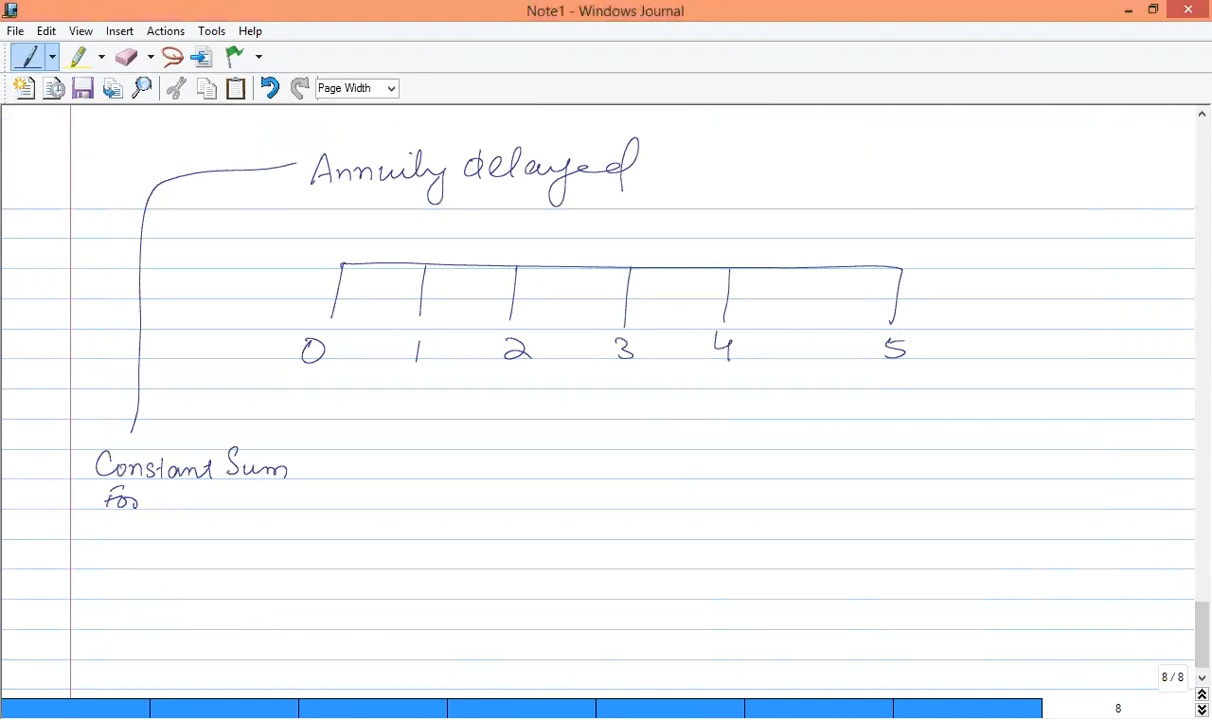 Note1 - Windows Journal
File Edit View Insert Actions Tools Help
Page Width
Annuity delayed
0 1 2 3 4 5
Constant Sum
For
8 / 8
8